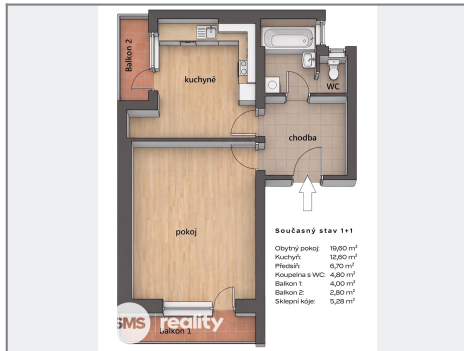 Balkon 2
kuchyně
WC
chodba
pokoj
Současný stav 1+1
Obytný pokoj: 19,60 m²
Kuchyň: 12,60 m²
Předsíň: 6,70 m²
Koupelna s WC: 4,80 m²
Balkon 1: 4,00 m²
Balkon 2: 2,80 m²
Sklepní kóje: 5,28 m²
SMS reality
Balkon 1